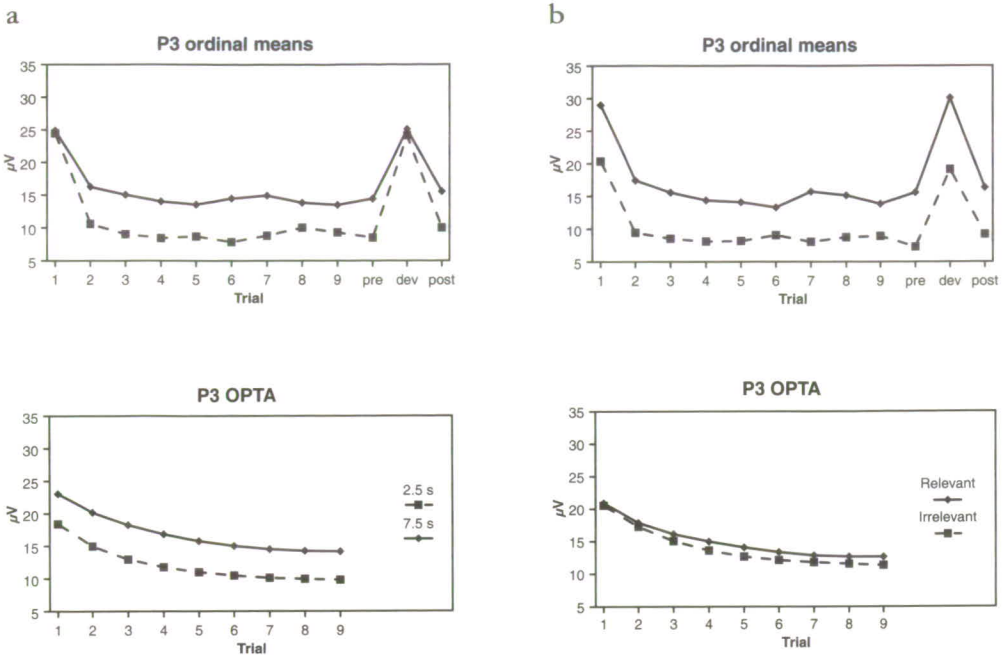 a
P3 ordinal means
35
30
25
20
15
10
5
µV
1 2 3 4 5 6 7 8 9 pre dev post
Trial
b
P3 ordinal means
35
30
25
20
15
10
5
µV
1 2 3 4 5 6 7 8 9 pre dev post
Trial
P3 OPTA
35
30
25
20
15
10
5
µV
2.5 s
7.5 s
1 2 3 4 5 6 7 8 9
Trial
P3 OPTA
35
30
25
20
15
10
5
µV
Relevant
Irrelevant
1 2 3 4 5 6 7 8 9
Trial